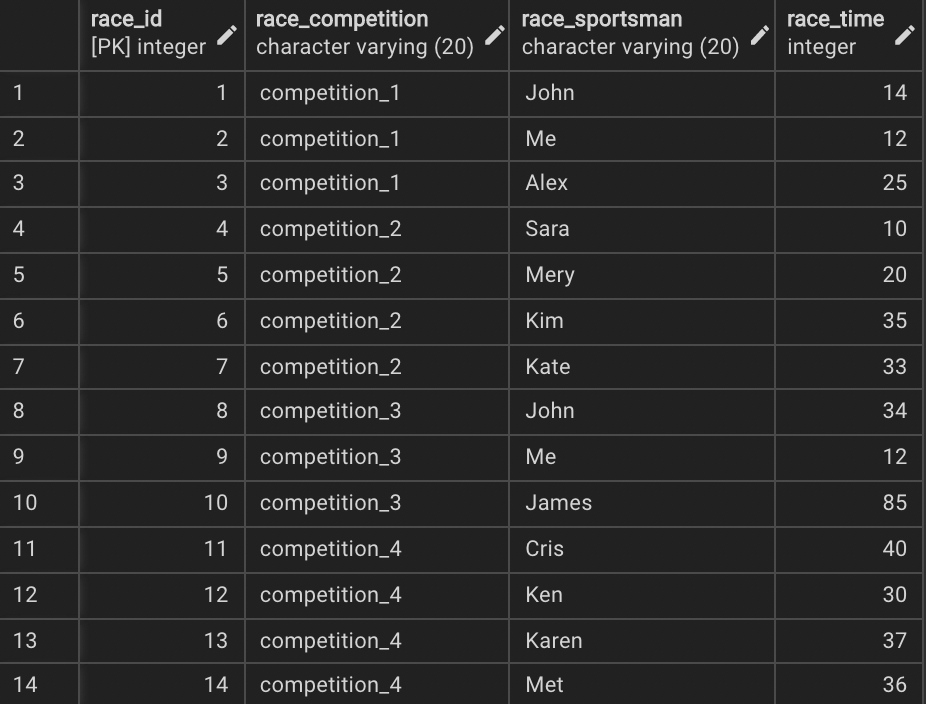 race_id race_competition race_sportsman race_time
[PK] integer character varying (20) character varying (20) integer
1 1 competition_1 John 14
2 2 competition_1 Me 12
3 3 competition_1 Alex 25
4 4 competition_2 Sara 10
5 5 competition_2 Mery 20
6 6 competition_2 Kim 35
7 7 competition_2 Kate 33
8 8 competition_3 John 34
9 9 competition_3 Me 12
10 10 competition_3 James 85
11 11 competition_4 Cris 40
12 12 competition_4 Ken 30
13 13 competition_4 Karen 37
14 14 competition_4 Met 36